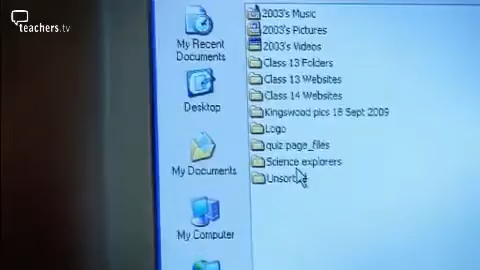 teachers.tv
My Recent
Documents
Desktop
My Documents
My Computer
2003's Music
2003's Pictures
2003's Videos
Class 13 Folders
Class 13 Websites
Class 14 Websites
Kingswood pics 18 Sept 2009
Logo
quiz page_files
Science explorers